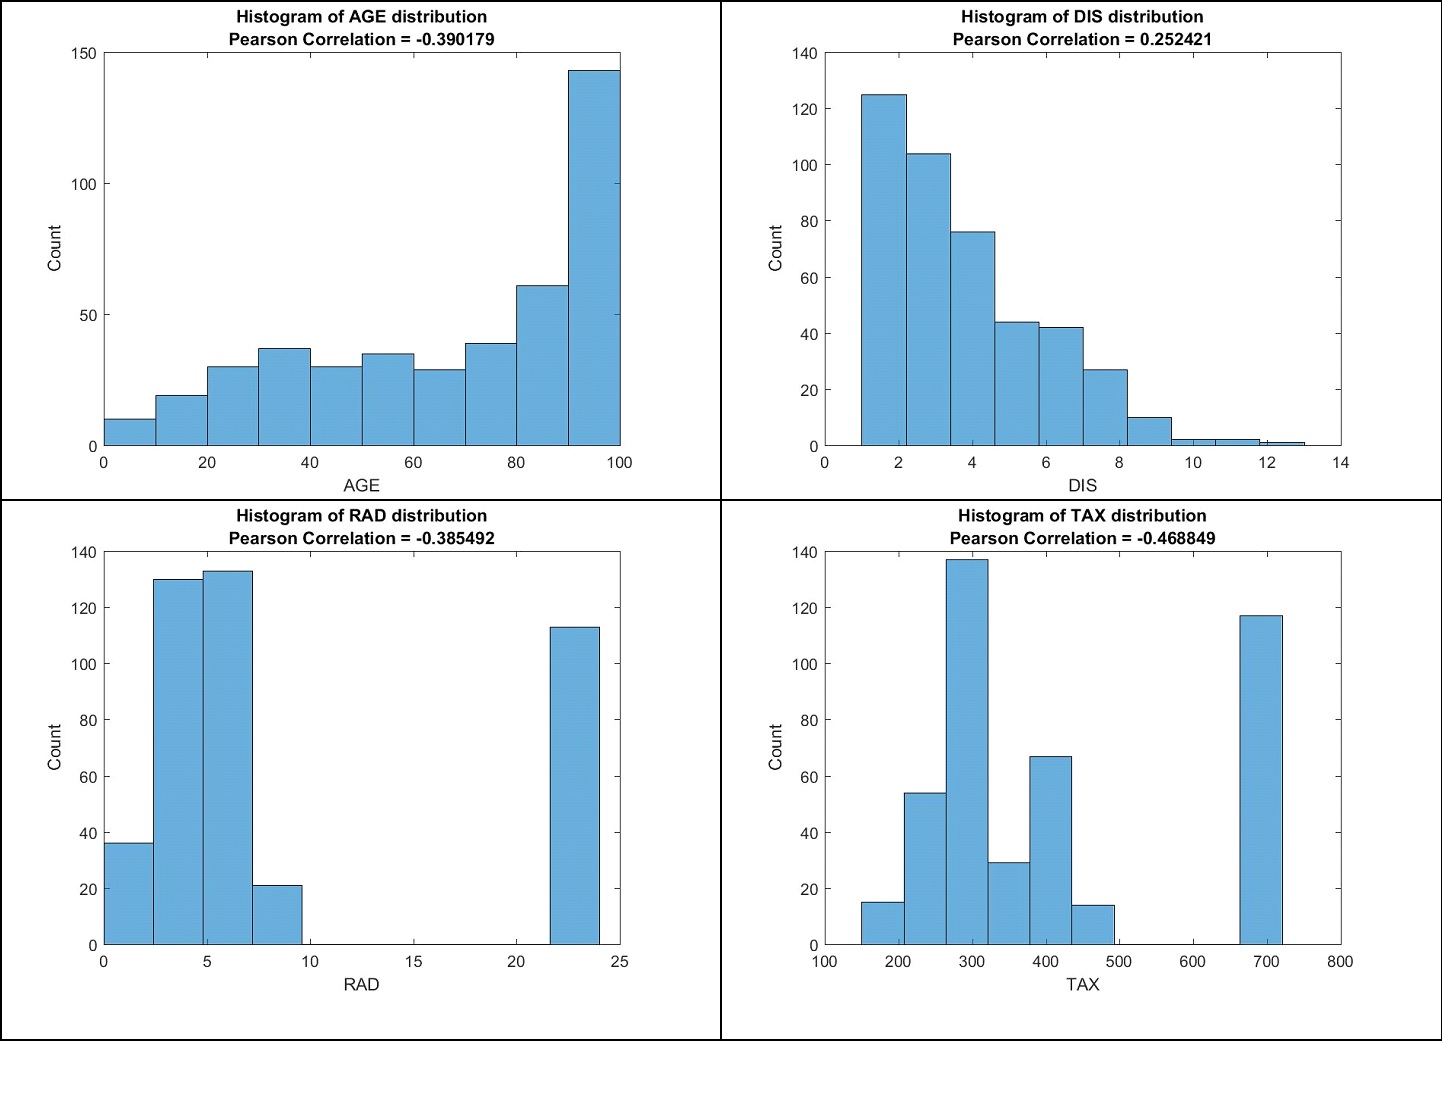 Histogram of AGE distribution
Pearson Correlation = -0.390179
150
100
50
0
0 20 40 60 80 100
Count
AGE
Histogram of DIS distribution
Pearson Correlation = 0.252421
140
120
100
80
60
40
20
0
0 2 4 6 8 10 12 14
Count
DIS
Histogram of RAD distribution
Pearson Correlation = -0.385492
140
120
100
80
60
40
20
0
0 5 10 15 20 25
Count
RAD
Histogram of TAX distribution
Pearson Correlation = -0.468849
140
120
100
80
60
40
20
0
100 200 300 400 500 600 700 800
Count
TAX